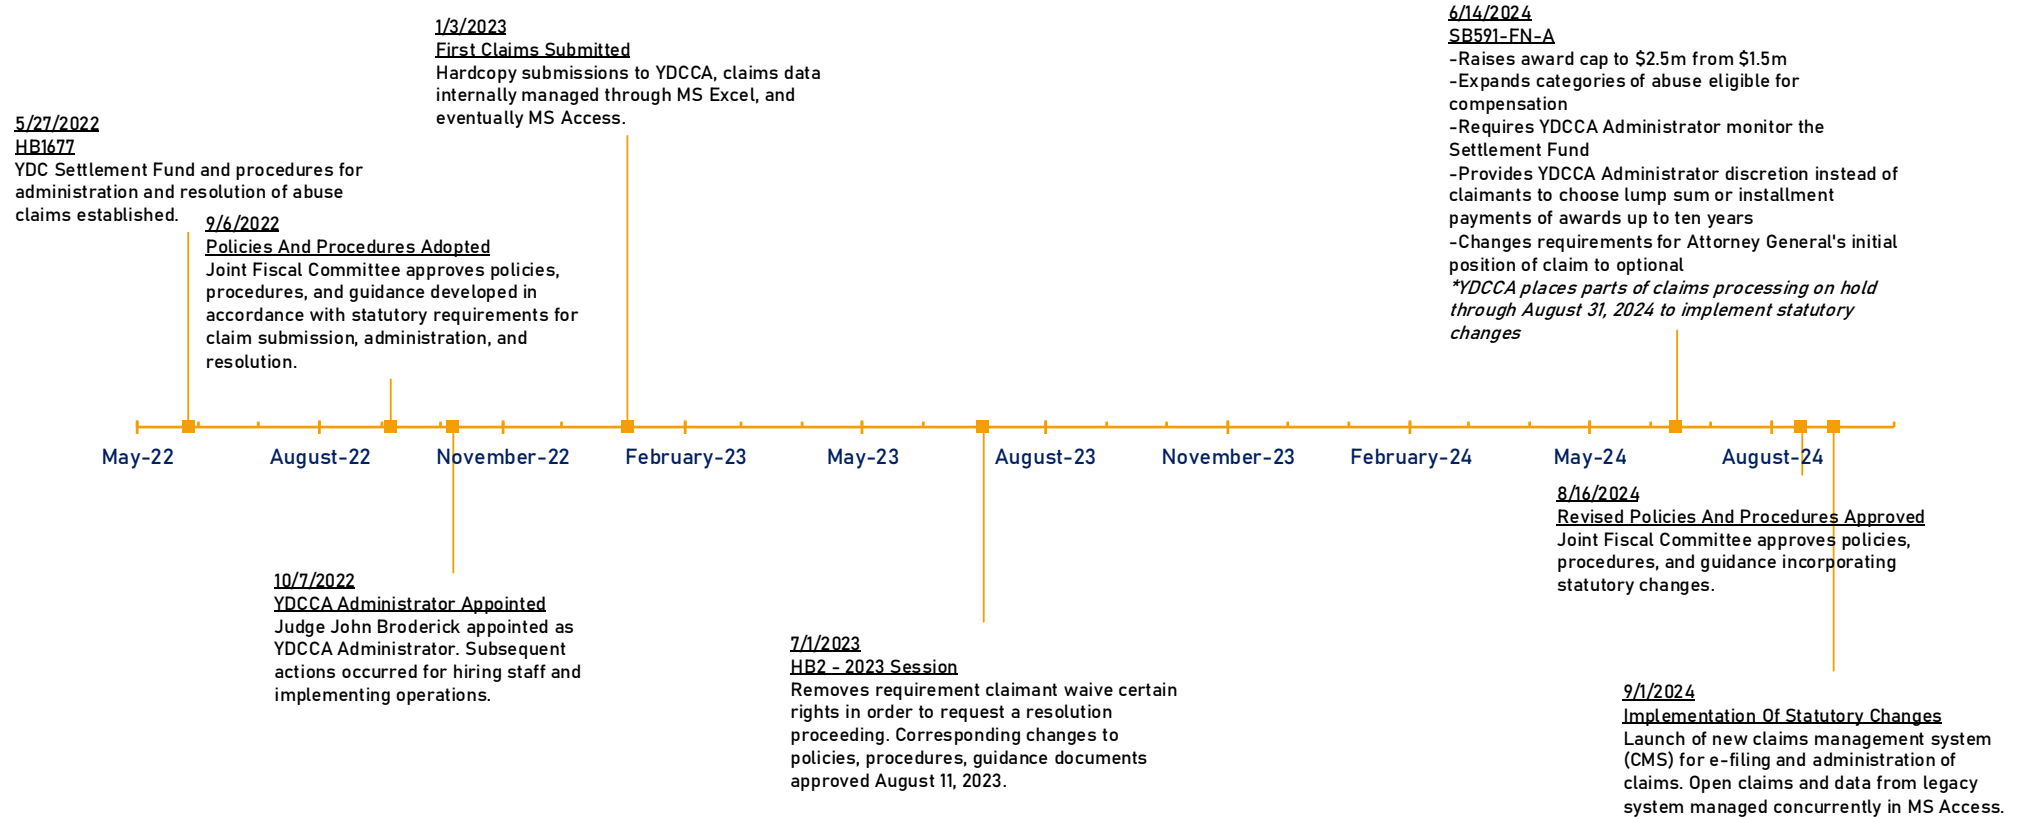 5/27/2022
HB1677
YDC Settlement Fund and procedures for
administration and resolution of abuse
claims established.
9/6/2022
Policies And Procedures Adopted
Joint Fiscal Committee approves policies,
procedures, and guidance developed in
accordance with statutory requirements for
claim submission, administration, and
resolution.
1/3/2023
First Claims Submitted
Hardcopy submissions to YDCCA, claims data
internally managed through MS Excel, and
eventually MS Access.
6/14/2024
SB591-FN-A
-Raises award cap to $2.5m from $1.5m
-Expands categories of abuse eligible for
compensation
-Requires YDCCA Administrator monitor the
Settlement Fund
-Provides YDCCA Administrator discretion instead of
claimants to choose lump sum or installment
payments of awards up to ten years
-Changes requirements for Attorney General's initial
position of claim to optional
*YDCCA places parts of claims processing on hold
through August 31, 2024 to implement statutory
changes
May-22
August-22
November-22
February-23
May-23
August-23
November-23
February-24
May-24
August-24
10/7/2022
YDCCA Administrator Appointed
Judge John Broderick appointed as
YDCCA Administrator. Subsequent
actions occurred for hiring staff and
implementing operations.
7/1/2023
HB2 - 2023 Session
Removes requirement claimant waive certain
rights in order to request a resolution
proceeding. Corresponding changes to
policies, procedures, guidance documents
approved August 11, 2023.
8/16/2024
Revised Policies And Procedures Approved
Joint Fiscal Committee approves policies,
procedures, and guidance incorporating
statutory changes.
9/1/2024
Implementation Of Statutory Changes
Launch of new claims management system
(CMS) for e-filing and administration of
claims. Open claims and data from legacy
system managed concurrently in MS Access.